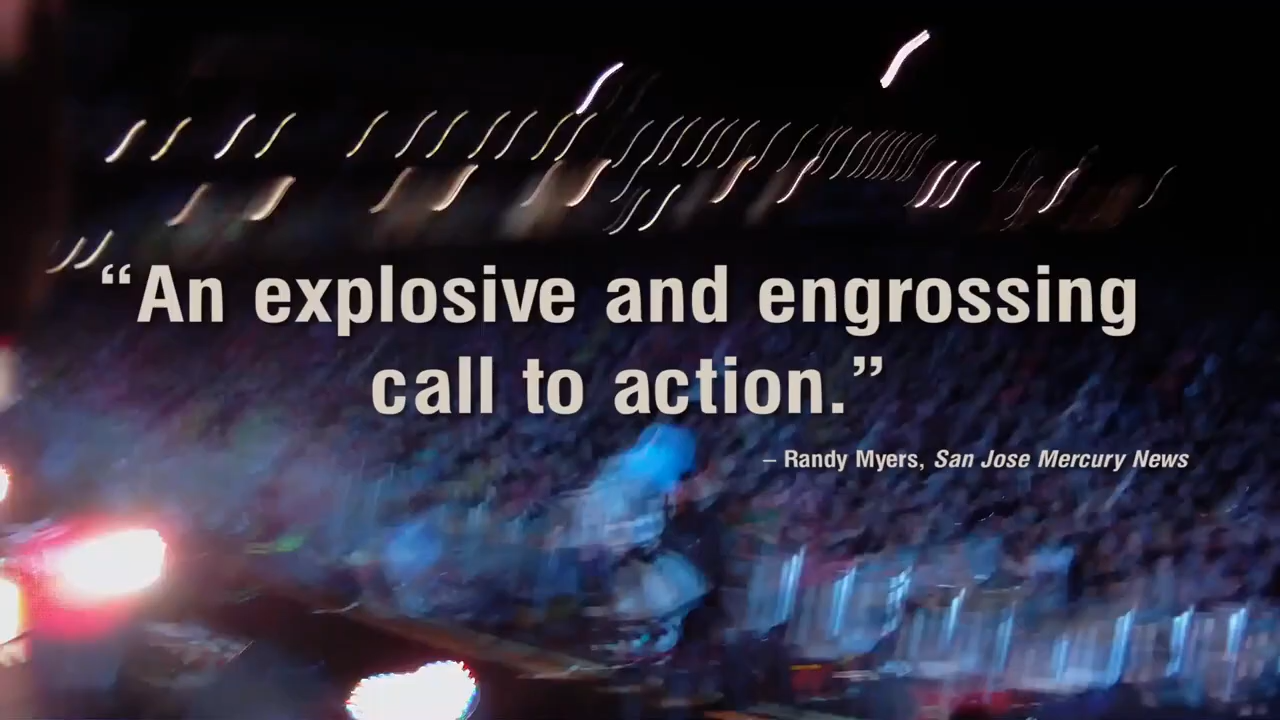 “An explosive and engrossing
call to action.”
– Randy Myers, San Jose Mercury News